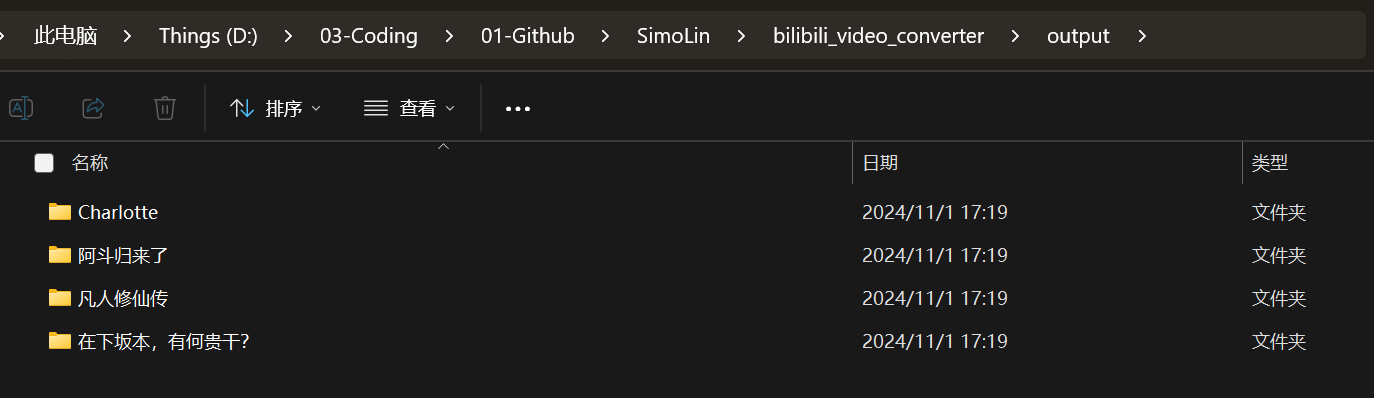 此电脑 > Things (D:) > 03-Coding > 01-Github > SimoLin > bilibili_video_converter > output >
排序 查看
名称 日期 类型
Charlotte 2024/11/1 17:19 文件夹
阿斗归来了 2024/11/1 17:19 文件夹
凡人修仙传 2024/11/1 17:19 文件夹
在下坂本，有何贵干? 2024/11/1 17:19 文件夹